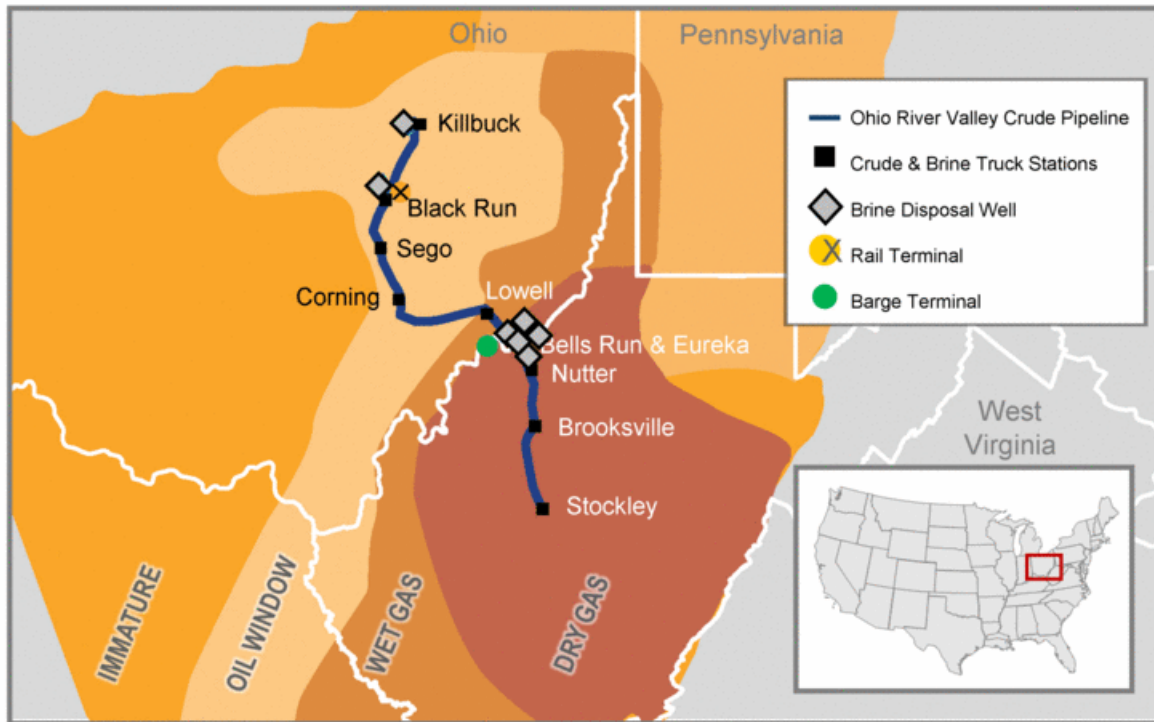 Ohio
Pennsylvania
Killbuck
Black Run
Sego
Corning
Lowell
Bells Run & Eureka
Nutter
Brooksville
Stockley
Ohio River Valley Crude Pipeline
Crude & Brine Truck Stations
Brine Disposal Well
X Rail Terminal
Barge Terminal
West
Virginia
IMMATURE
OIL WINDOW
WET GAS
DRY GAS